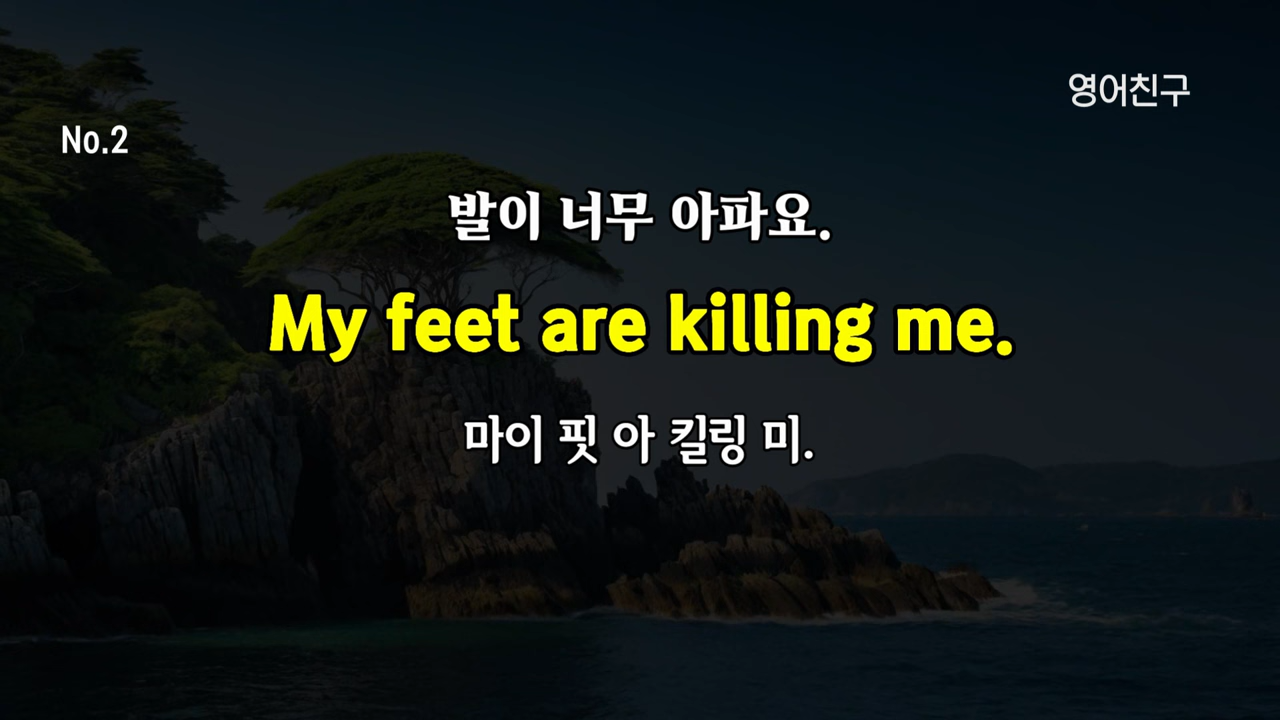 영어친구
No.2
발이 너무 아파요.
My feet are killing me.
마이 핏 아 킬링 미.